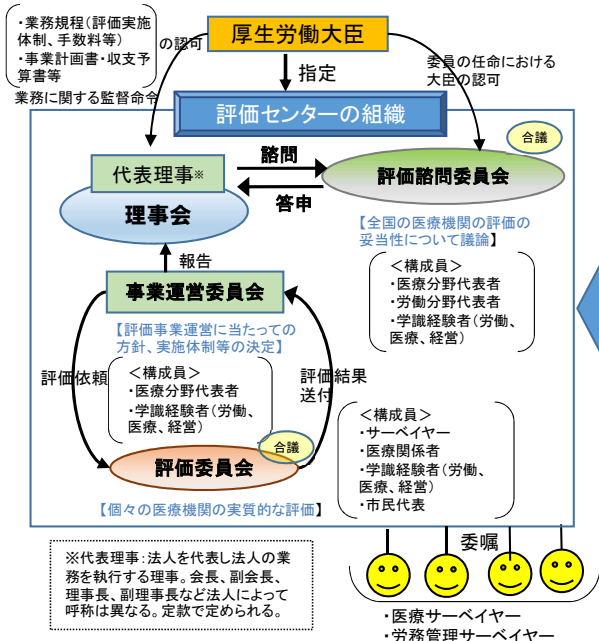 ・業務規程（評価実施
体制、手数料等）
・事業計画書・収支予
算書等
の認可
業務に関する監督命令
厚生労働大臣
指定
委員の任命における
大臣の認可
評価センターの組織
合議
代表理事※
理事会
諮問
答申
評価諮問委員会
【全国の医療機関の評価の
妥当性について議論】
＜構成員＞
・医療分野代表者
・労働分野代表者
・学識経験者（労働、
医療、経営）
報告
事業運営委員会
【評価事業運営に当たっての
方針、実施体制等の決定】
＜構成員＞
・医療分野代表者
・学識経験者（労働、
医療、経営）
評価依頼
評価結果
送付
合議
評価委員会
【個々の医療機関の実質的な評価】
＜構成員＞
・サーベイヤー
・医療関係者
・学識経験者（労働、
医療、経営）
・市民代表
委嘱
・医療サーベイヤー
・労務管理サーベイヤー
※代表理事：法人を代表し法人の業
務を執行する理事。会長、副会長、
理事長、副理事長など法人によって
呼称は異なる。定款で定められる。